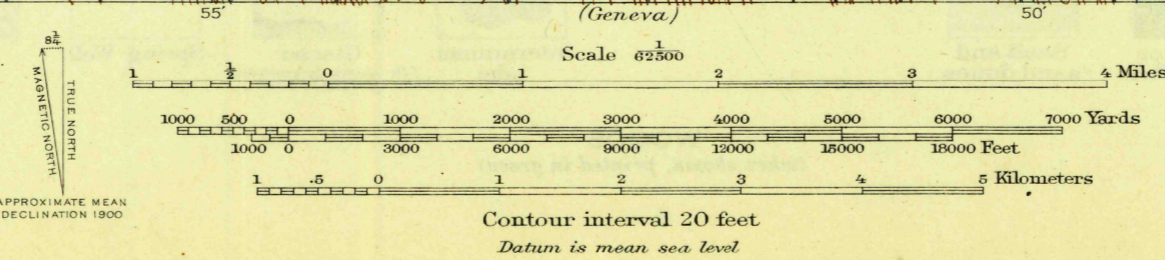 55′ (Geneva) 50′
Scale 1/62500
8¼
MAGNETIC NORTH
TRUE NORTH
APPROXIMATE MEAN
DECLINATION 1900
1 ½ 0 1 2 3 4 Miles
1000 500 0 1000 2000 3000 4000 5000 6000 7000 Yards
1000 0 3000 6000 9000 12000 15000 18000 Feet
1 .5 0 1 2 3 4 5 Kilometers
Contour interval 20 feet
Datum is mean sea level